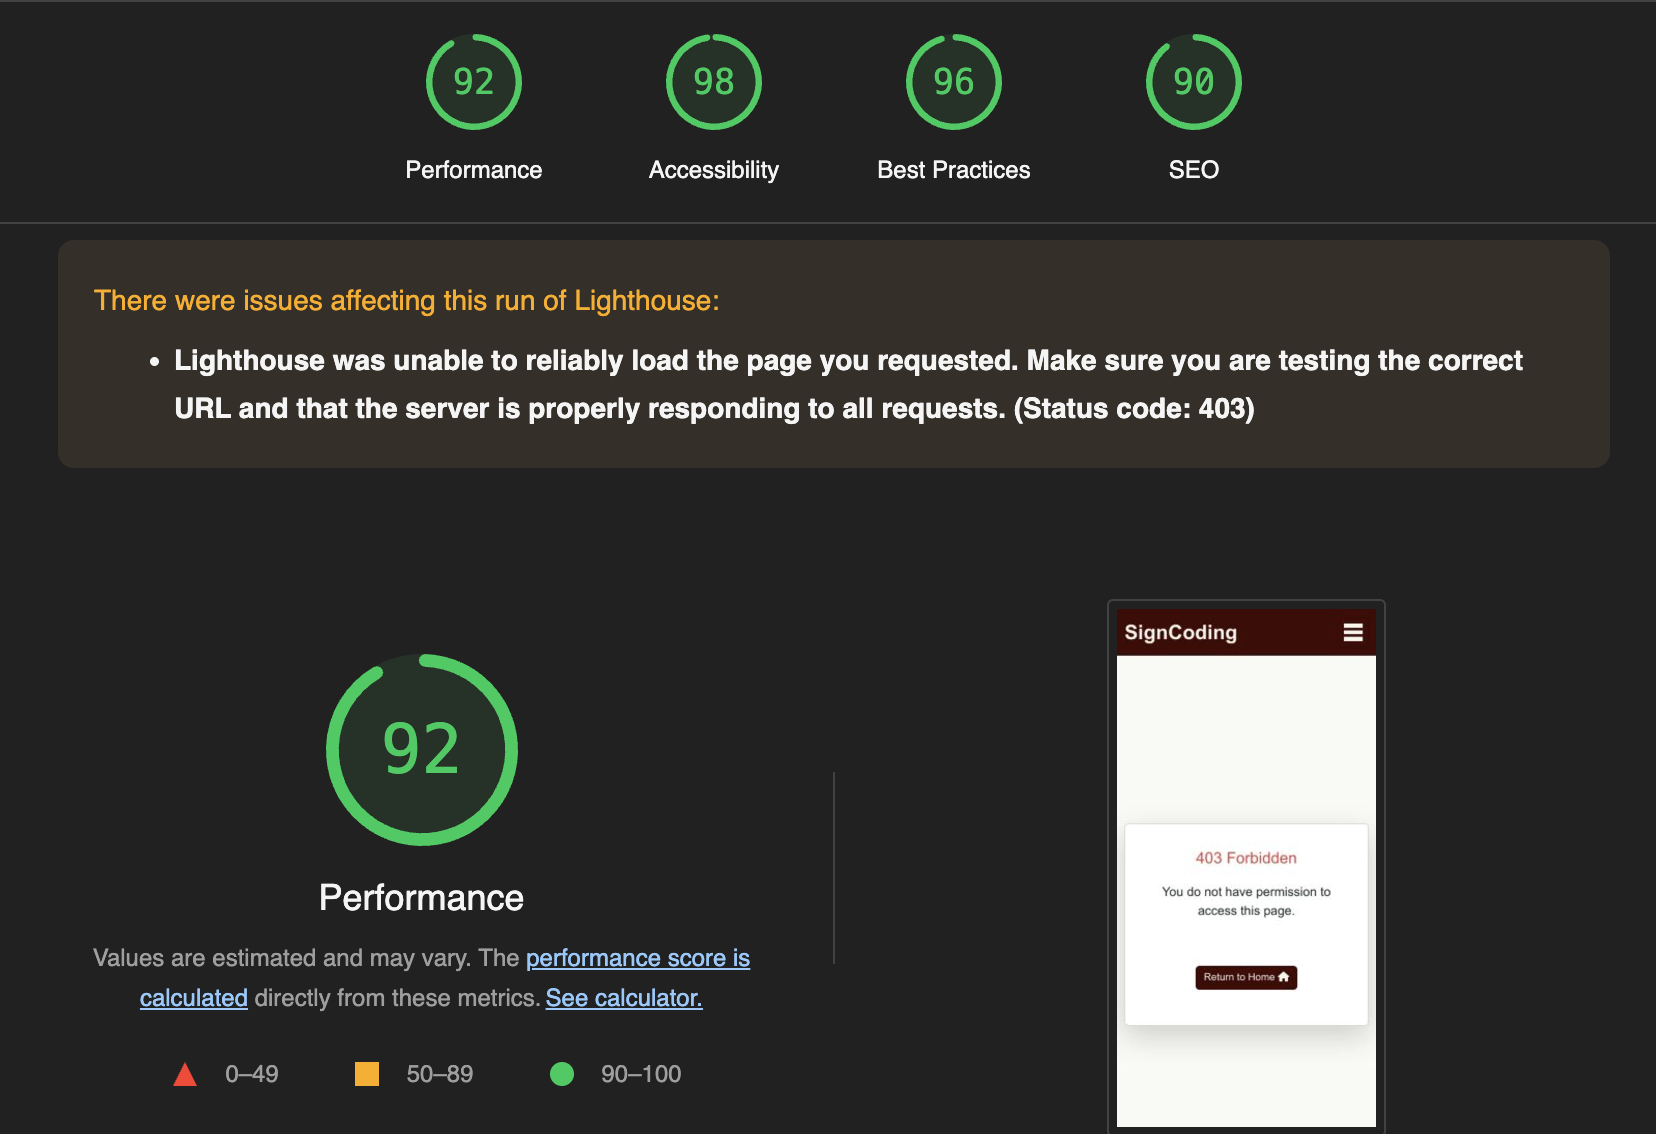 92
98
96
90
Performance
Accessibility
Best Practices
SEO
There were issues affecting this run of Lighthouse:
• Lighthouse was unable to reliably load the page you requested. Make sure you are testing the correct
URL and that the server is properly responding to all requests. (Status code: 403)
92
Performance
Values are estimated and may vary. The performance score is
calculated directly from these metrics. See calculator.
0–49
50–89
90–100
SignCoding
403 Forbidden
You do not have permission to
access this page.
Return to Home